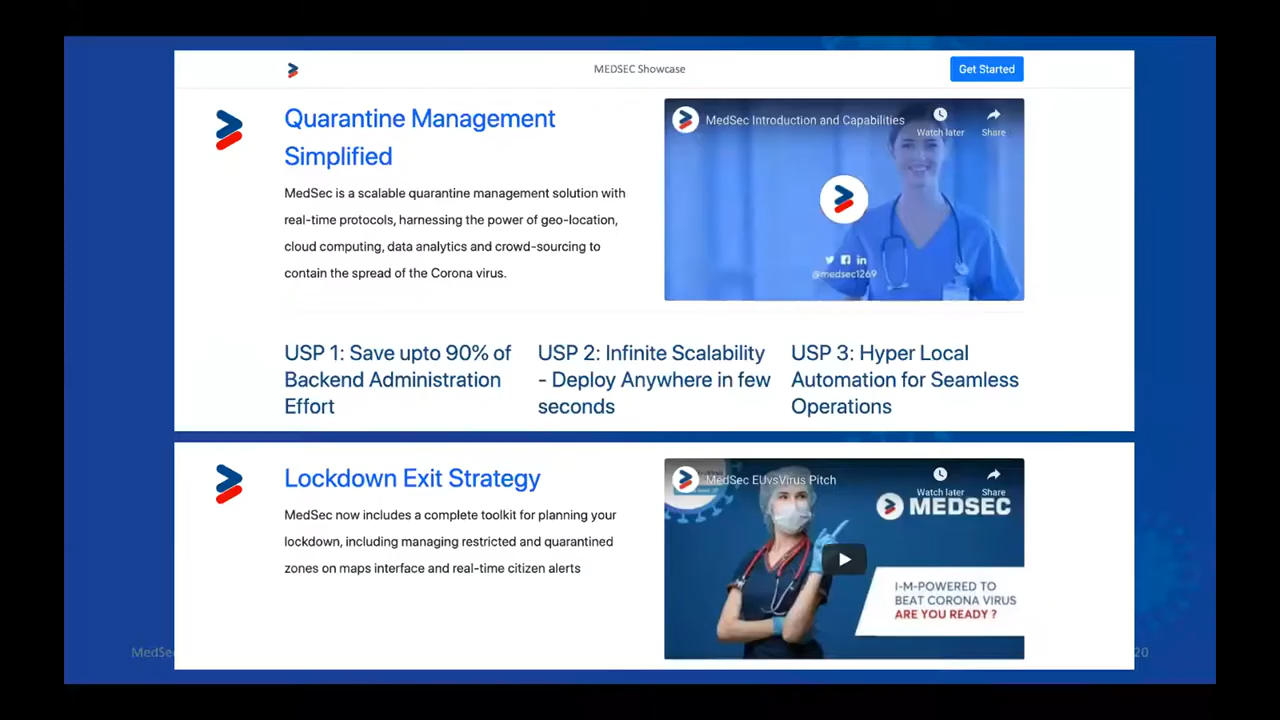 MEDSEC Showcase
Get Started
Quarantine Management
Simplified
MedSec is a scalable quarantine management solution with
real-time protocols, harnessing the power of geo-location,
cloud computing, data analytics and crowd-sourcing to
contain the spread of the Corona virus.
MedSec Introduction and Capabilities
Watch later
Share
@medsec1269
USP 1: Save upto 90% of
Backend Administration
Effort
USP 2: Infinite Scalability
- Deploy Anywhere in few
seconds
USP 3: Hyper Local
Automation for Seamless
Operations
Lockdown Exit Strategy
MedSec now includes a complete toolkit for planning your
lockdown, including managing restricted and quarantined
zones on maps interface and real-time citizen alerts
MedSec EUvsVirus Pitch
Watch later
Share
MEDSEC
I-M-POWERED TO
BEAT CORONA VIRUS
ARE YOU READY ?
MedSec
20